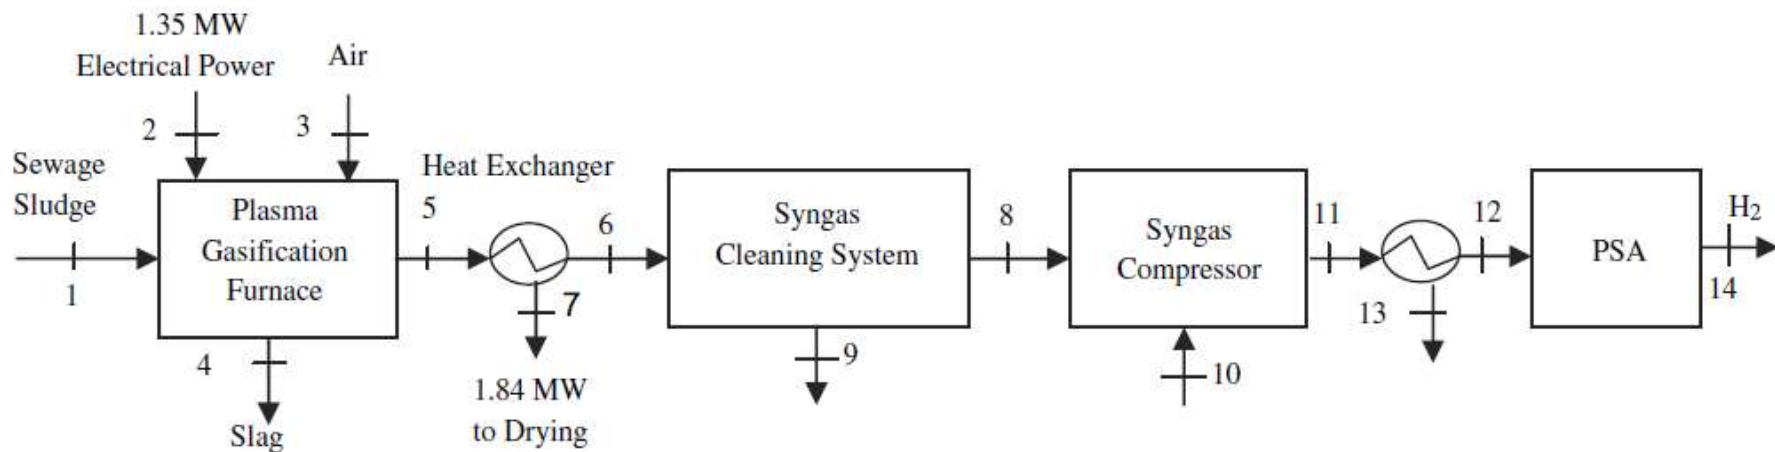 1.35 MW
Electrical Power
Air
2
3
Sewage
Sludge
1
Plasma
Gasification
Furnace
4
Slag
5
Heat Exchanger
6
7
1.84 MW
to Drying
Syngas
Cleaning System
8
9
Syngas
Compressor
10
11
12
13
PSA
H₂
14